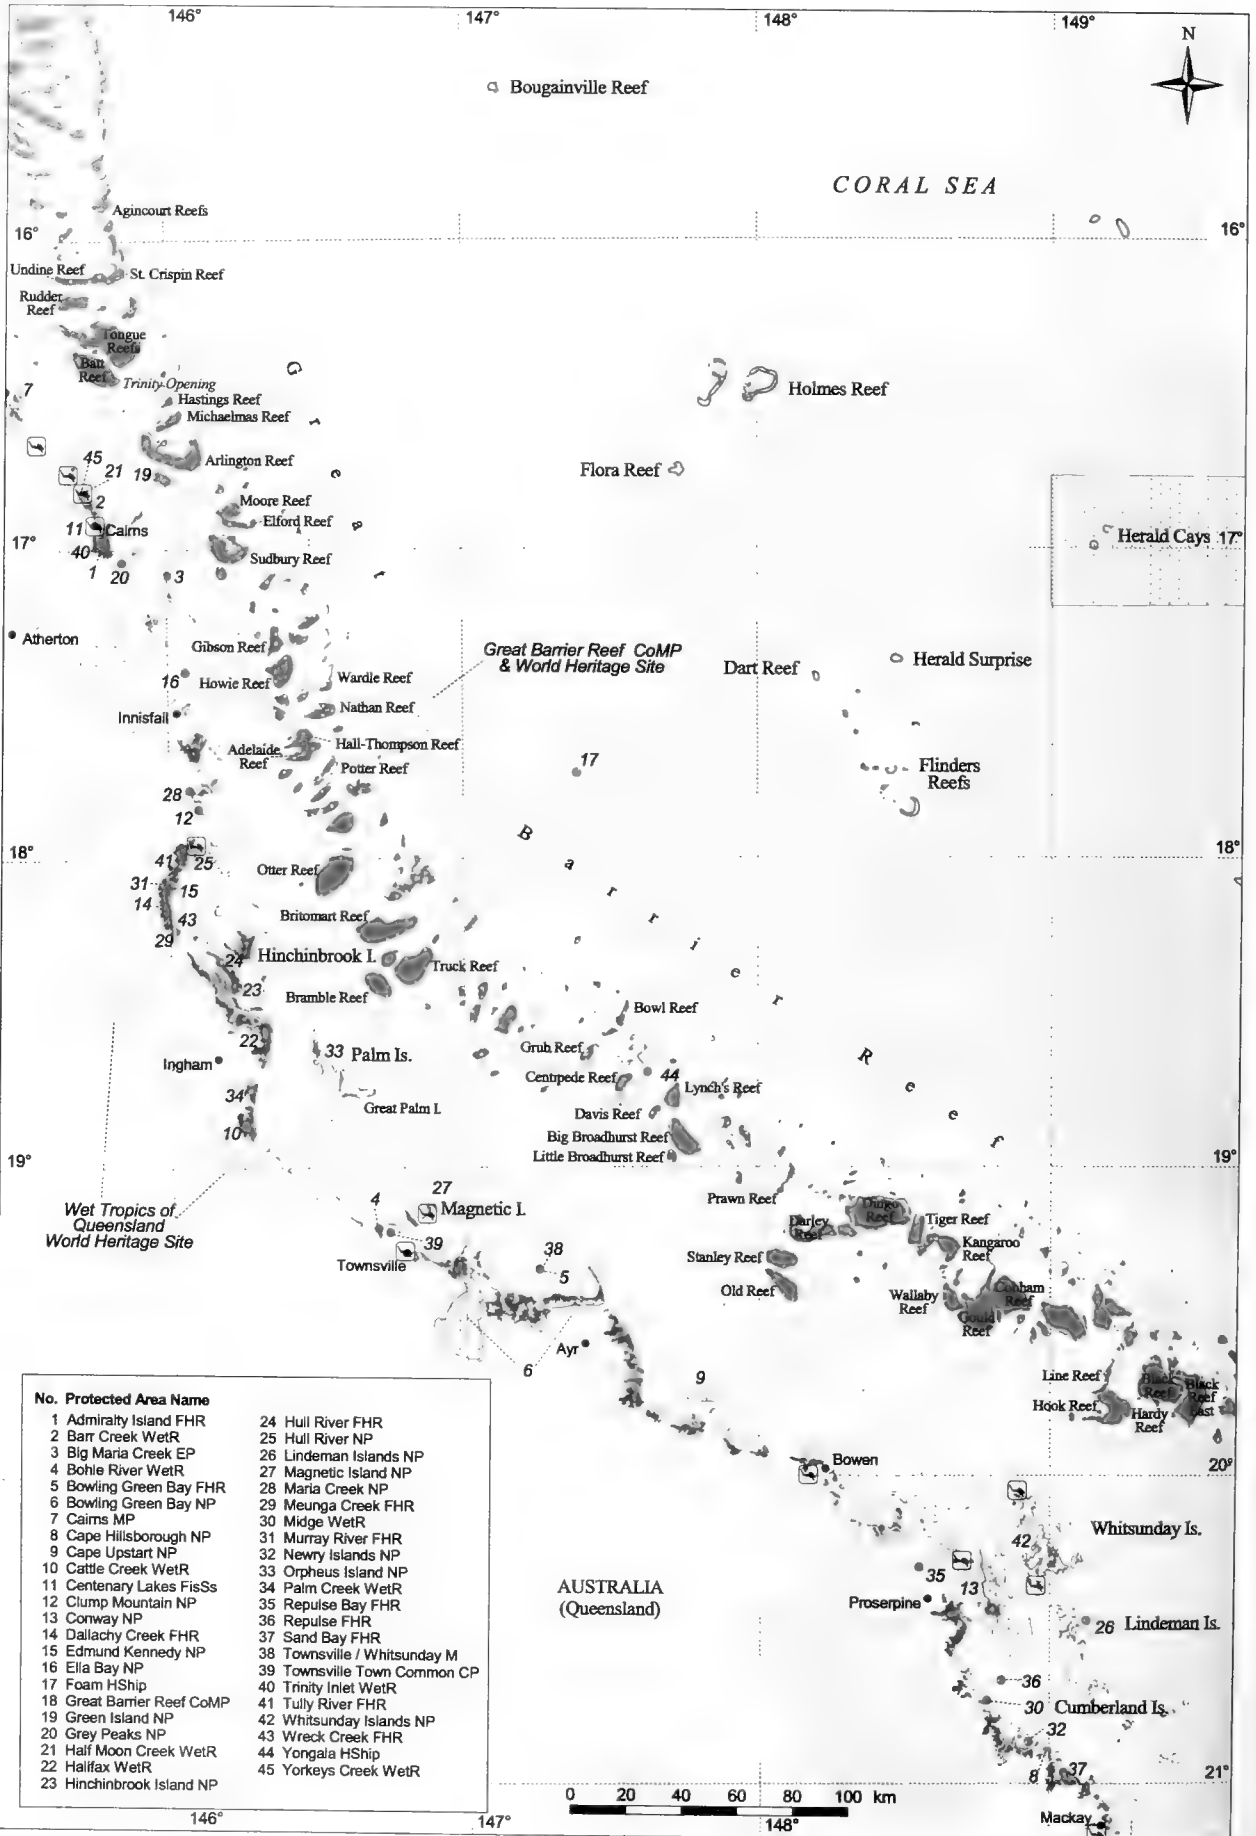 146°
147°
148°
149°
N
Bougainville Reef
CORAL SEA
Agincourt Reefs
16°
16°
Undine Reef
St. Crispin Reef
Rudder
Reef
Tongue
Reefs
Batt
Reef
Trinity Opening
7
Hastings Reef
Michaelmas Reef
Holmes Reef
Arlington Reef
45
21
19
Flora Reef
2
Moore Reef
Elford Reef
11
Cairns
Herald Cays
17°
17°
40
Sudbury Reef
1
20
3
Atherton
Gibson Reef
Great Barrier Reef CoMP
& World Heritage Site
Herald Surprise
Dart Reef
16
Howie Reef
Wardle Reef
Innisfail
Nathan Reef
Adelaide
Reef
Hall-Thompson Reef
Potter Reef
17
Flinders
Reefs
28
12
Great Barrier Reef
18°
18°
41
25
Otter Reef
31
15
14
43
Britomart Reef
29
24
Hinchinbrook I.
Truck Reef
23
Bramble Reef
Bowl Reef
22
33
Palm Is.
Grub Reef
Ingham
Centipede Reef
44
Lynch's Reef
34
Great Palm I.
Davis Reef
10
Big Broadhurst Reef
Little Broadhurst Reef
19°
19°
Prawn Reef
Wet Tropics of
Queensland
World Heritage Site
27
4
Magnetic I.
39
Townsville
38
5
Dingo
Reef
Darley
Reef
Tiger Reef
Kangaroo
Reef
Stanley Reef
Old Reef
Wallaby
Reef
Cobham
Reef
Gould
Reef
Ayr
6
9
Line Reef
Black
Reef
Black
Reef
East
Hook Reef
Hardy
Reef
Bowen
20°
42
Whitsunday Is.
35
13
AUSTRALIA
(Queensland)
Proserpine
26
Lindeman Is.
36
30
Cumberland Is.
32
8
37
21°
Mackay
No. Protected Area Name
1 Admiralty Island FHR
2 Barr Creek WetR
3 Big Maria Creek EP
4 Bohle River WetR
5 Bowling Green Bay FHR
6 Bowling Green Bay NP
7 Cairns MP
8 Cape Hillsborough NP
9 Cape Upstart NP
10 Cattle Creek WetR
11 Centenary Lakes FisSs
12 Clump Mountain NP
13 Conway NP
14 Dallachy Creek FHR
15 Edmund Kennedy NP
16 Ella Bay NP
17 Foam HShip
18 Great Barrier Reef CoMP
19 Green Island NP
20 Grey Peaks NP
21 Half Moon Creek WetR
22 Halifax WetR
23 Hinchinbrook Island NP
24 Hull River FHR
25 Hull River NP
26 Lindeman Islands NP
27 Magnetic Island NP
28 Maria Creek NP
29 Meunga Creek FHR
30 Midge WetR
31 Murray River FHR
32 Newry Islands NP
33 Orpheus Island NP
34 Palm Creek WetR
35 Repulse Bay FHR
36 Repulse FHR
37 Sand Bay FHR
38 Townsville / Whitsunday M
39 Townsville Town Common CP
40 Trinity Inlet WetR
41 Tully River FHR
42 Whitsunday Islands NP
43 Wreck Creek FHR
44 Yongala HShip
45 Yorkeys Creek WetR
0 20 40 60 80 100 km
146°
147°
148°